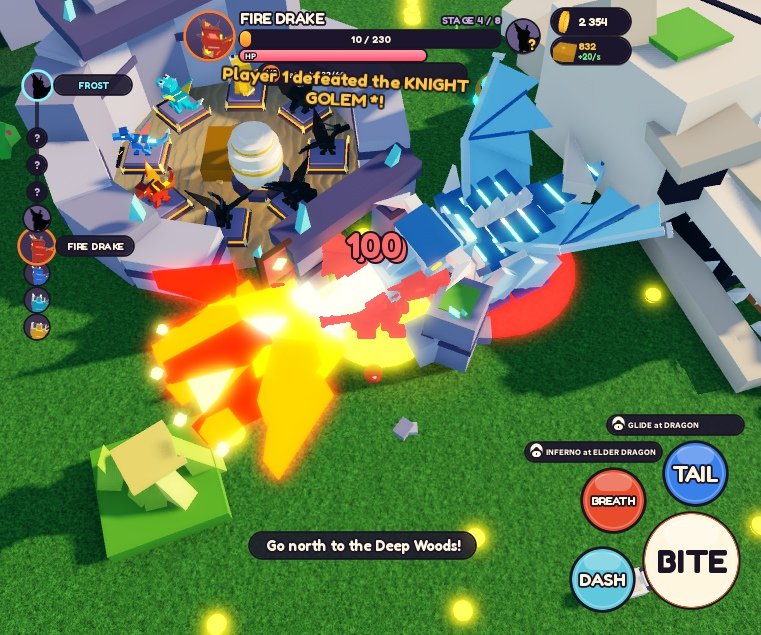 FIRE DRAKE
STAGE 4 / 8
10 / 230
HP
?
2 354
832
+20/s
Player 1 defeated the KNIGHT
GOLEM *!
FROST
?
?
?
FIRE DRAKE
100
GLIDE at DRAGON
INFERNO at ELDER DRAGON
TAIL
BREATH
BITE
DASH
Go north to the Deep Woods!